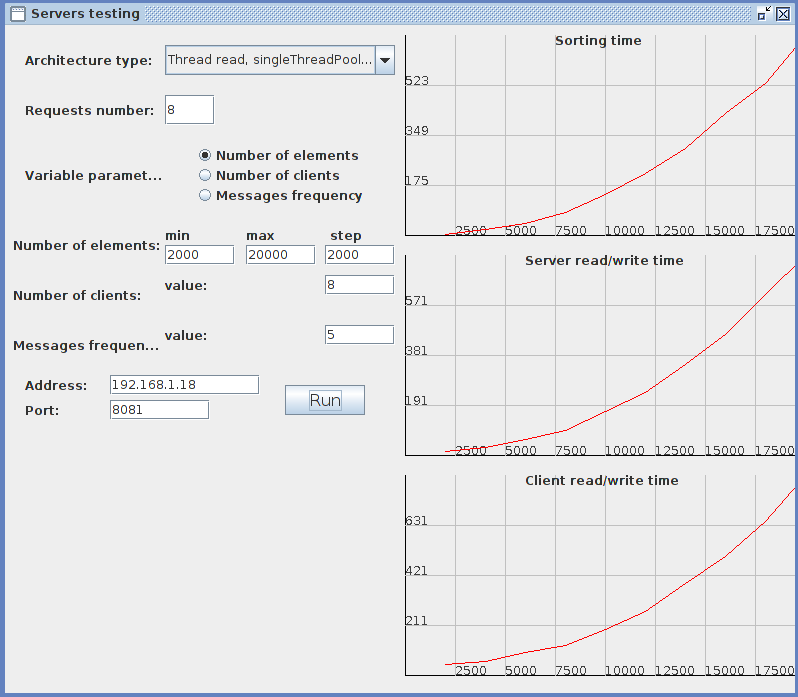 Servers testing
Architecture type: Thread read, singleThreadPool...
Requests number: 8
Variable paramet...
Number of elements
Number of clients
Messages frequency
min max step
Number of elements: 2000 20000 2000
Number of clients: value: 8
Messages frequen... value: 5
Address: 192.168.1.18
Port: 8081
Run
Sorting time
523
349
175
2500 5000 7500 10000 12500 15000 17500
Server read/write time
571
381
191
2500 5000 7500 10000 12500 15000 17500
Client read/write time
631
421
211
2500 5000 7500 10000 12500 15000 17500